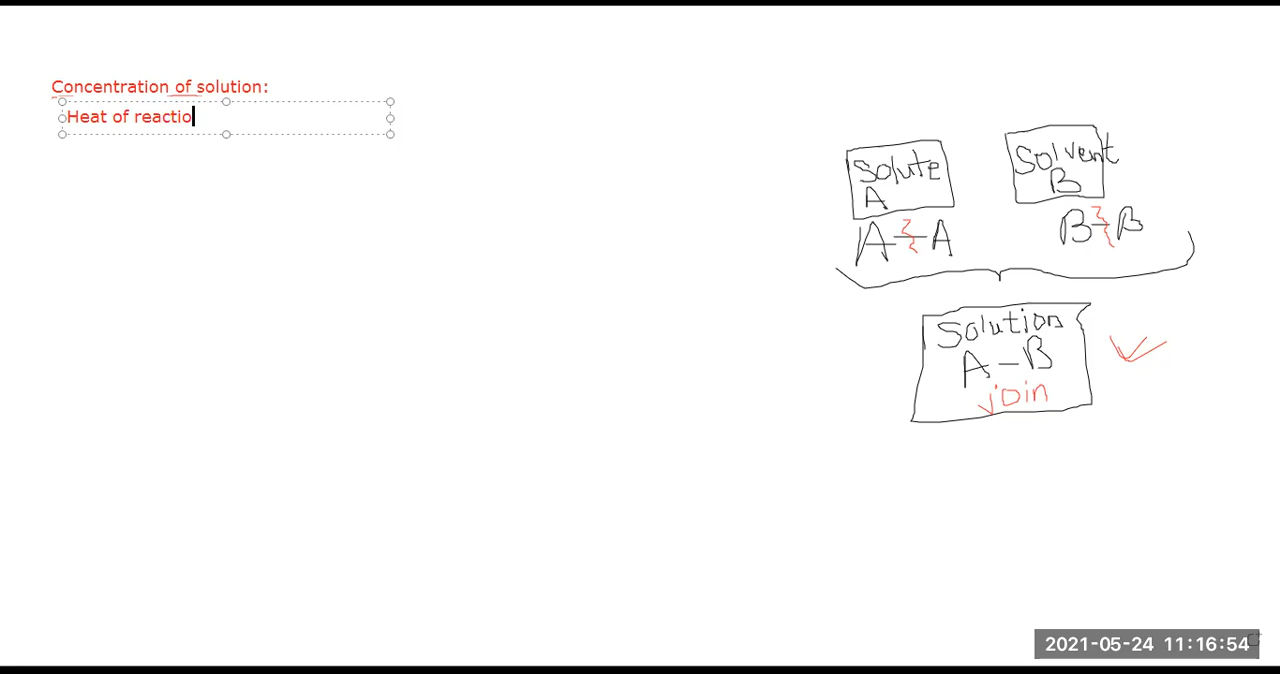 Concentration of solution:
Heat of reactio
Solute
A
Solvent
B
A – A
B – B
Solution
A – B
join
2021-05-24 11:16:54